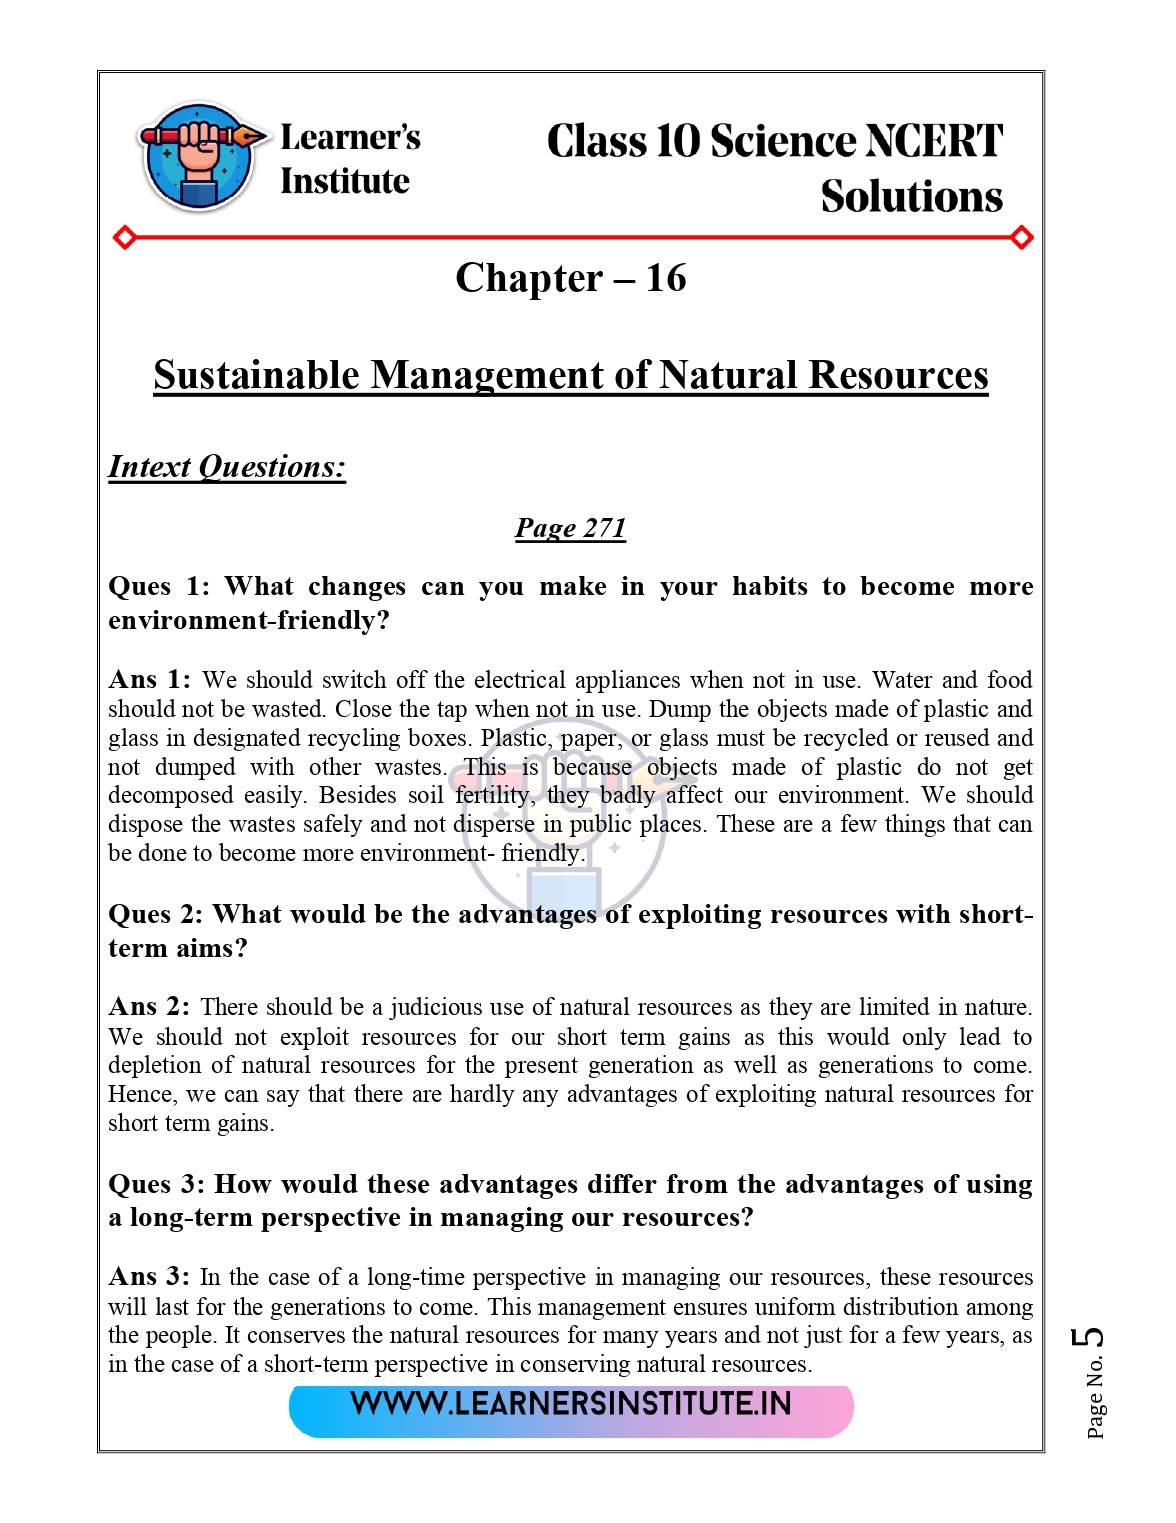 Learner's
Institute
Class 10 Science NCERT
Solutions
Chapter – 16
Sustainable Management of Natural Resources
Intext Questions:
Page 271
Ques 1: What changes can you make in your habits to become more
environment-friendly?
Ans 1: We should switch off the electrical appliances when not in use. Water and food
should not be wasted. Close the tap when not in use. Dump the objects made of plastic and
glass in designated recycling boxes. Plastic, paper, or glass must be recycled or reused and
not dumped with other wastes. This is because objects made of plastic do not get
decomposed easily. Besides soil fertility, they badly affect our environment. We should
dispose the wastes safely and not disperse in public places. These are a few things that can
be done to become more environment- friendly.
Ques 2: What would be the advantages of exploiting resources with short-
term aims?
Ans 2: There should be a judicious use of natural resources as they are limited in nature.
We should not exploit resources for our short term gains as this would only lead to
depletion of natural resources for the present generation as well as generations to come.
Hence, we can say that there are hardly any advantages of exploiting natural resources for
short term gains.
Ques 3: How would these advantages differ from the advantages of using
a long-term perspective in managing our resources?
Ans 3: In the case of a long-time perspective in managing our resources, these resources
will last for the generations to come. This management ensures uniform distribution among
the people. It conserves the natural resources for many years and not just for a few years, as
in the case of a short-term perspective in conserving natural resources.
WWW.LEARNERSINSTITUTE.IN
Page No. 5